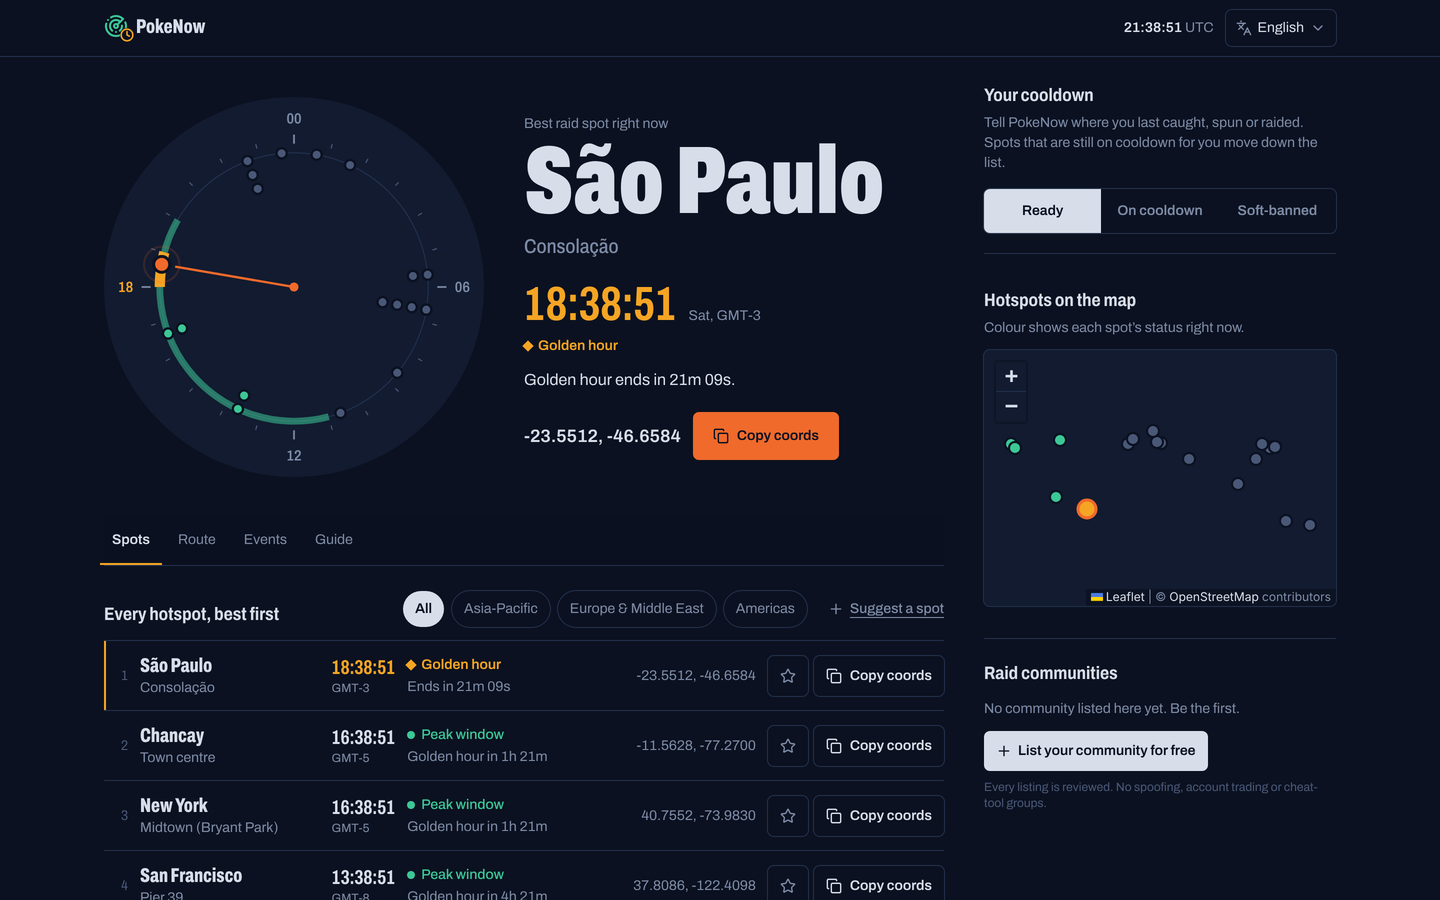 PokeNow
21:38:51 UTC
English
00
06
12
18
Best raid spot right now
São Paulo
Consolação
18:38:51 Sat, GMT-3
Golden hour
Golden hour ends in 21m 09s.
-23.5512, -46.6584
Copy coords
Your cooldown
Tell PokeNow where you last caught, spun or raided.
Spots that are still on cooldown for you move down the
list.
Ready On cooldown Soft-banned
Hotspots on the map
Colour shows each spot's status right now.
+
−
Leaflet | © OpenStreetMap contributors
Raid communities
No community listed here yet. Be the first.
+ List your community for free
Every listing is reviewed. No spoofing, account trading or cheat-
tool groups.
Spots Route Events Guide
Every hotspot, best first
All Asia-Pacific Europe & Middle East Americas
+ Suggest a spot
1 São Paulo 18:38:51 Golden hour
Consolação GMT-3 Ends in 21m 09s
-23.5512, -46.6584 Copy coords
2 Chancay 16:38:51 Peak window
Town centre GMT-5 Golden hour in 1h 21m
-11.5628, -77.2700 Copy coords
3 New York 16:38:51 Peak window
Midtown (Bryant Park) GMT-5 Golden hour in 1h 21m
40.7552, -73.9830 Copy coords
4 San Francisco 13:38:51 Peak window
Pier 39 GMT-8 Golden hour in 4h 21m
37.8086, -122.4098 Copy coords